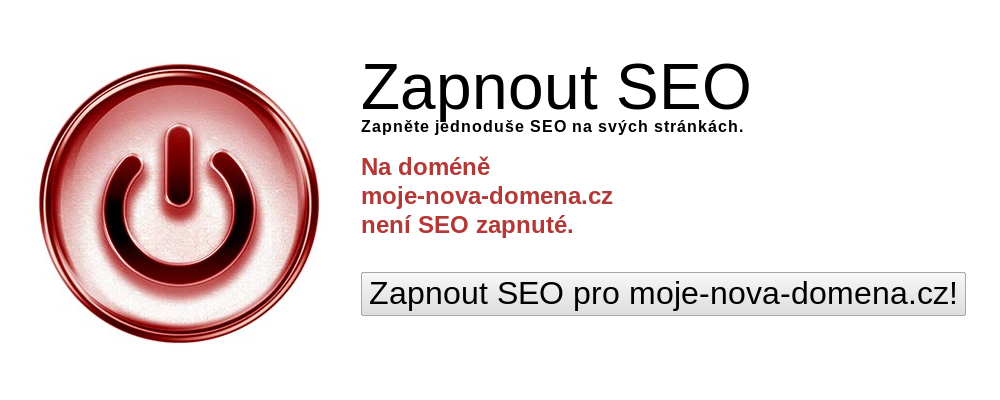 Zapnout SEO
Zapněte jednoduše SEO na svých stránkách.
Na doméně
moje-nova-domena.cz
není SEO zapnuté.
Zapnout SEO pro moje-nova-domena.cz!